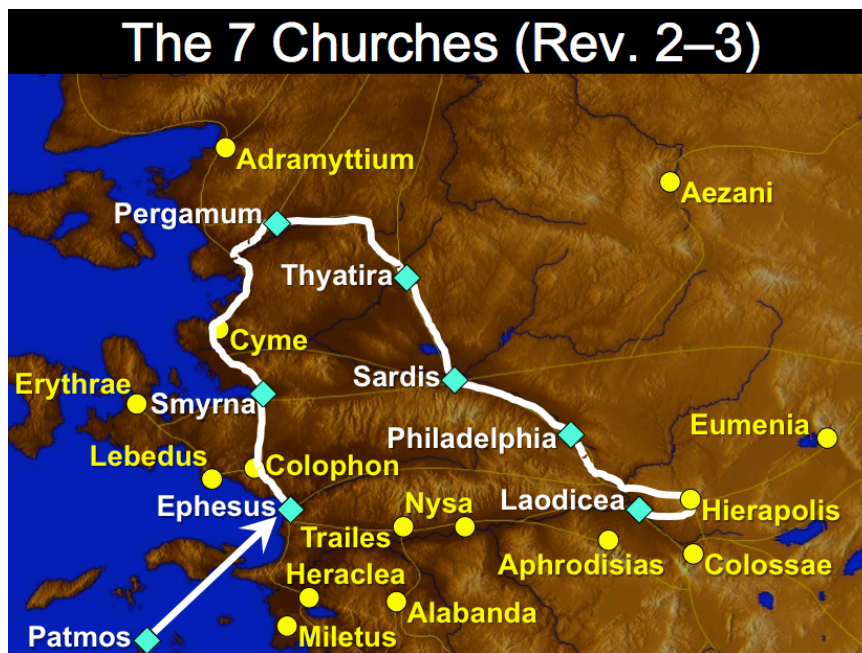 The 7 Churches (Rev. 2–3)
Adramyttium
Aezani
Pergamum
Thyatira
Cyme
Sardis
Erythrae
Smyrna
Eumenia
Philadelphia
Lebedus
Colophon
Laodicea
Ephesus
Nysa
Hierapolis
Trailes
Aphrodisias
Colossae
Heraclea
Alabanda
Patmos
Miletus